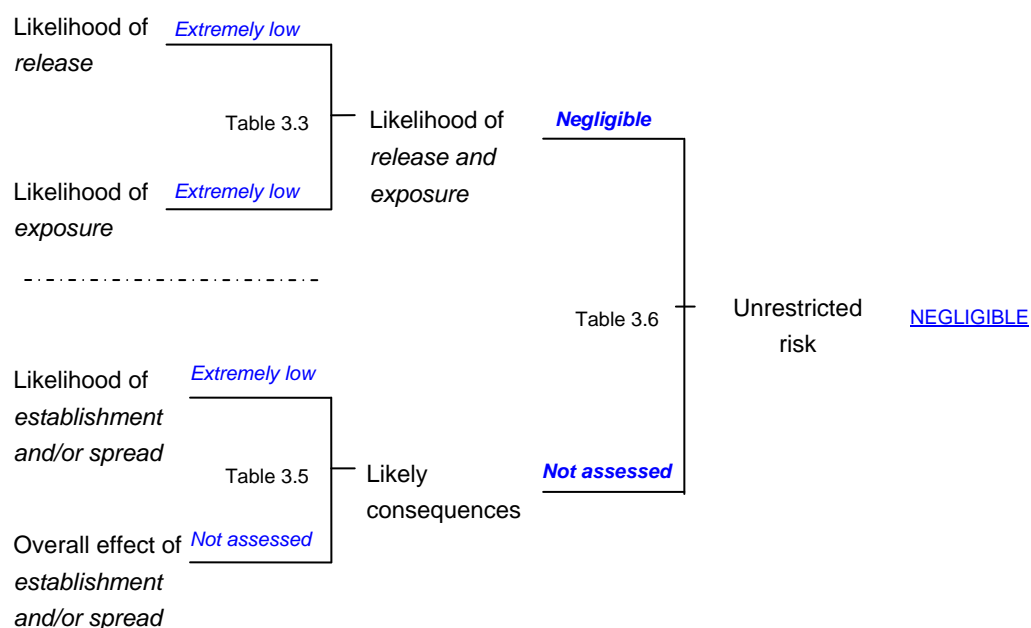 Likelihood of
release
Extremely low
Table 3.3
Likelihood of
exposure
Extremely low
Likelihood of
release and
exposure
Negligible
Likelihood of
establishment
and/or spread
Extremely low
Table 3.5
Overall effect of
establishment
and/or spread
Not assessed
Likely
consequences
Not assessed
Table 3.6
Unrestricted
risk
NEGLIGIBLE